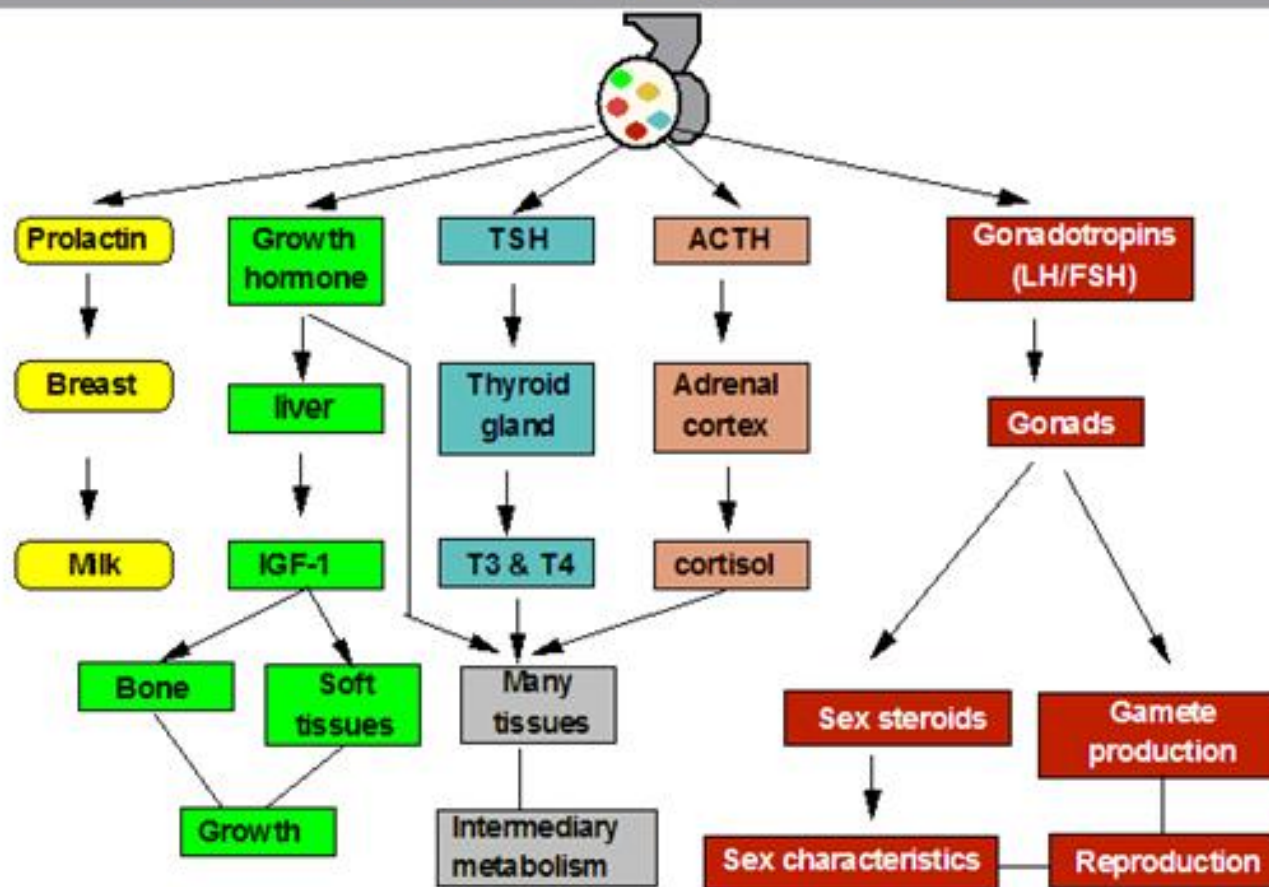 Prolactin
Growth
hormone
TSH
ACTH
Gonadotropins
(LH/FSH)
Breast
liver
Thyroid
gland
Adrenal
cortex
Gonads
Milk
IGF-1
T3 & T4
cortisol
Bone
Soft
tissues
Many
tissues
Sex steroids
Gamete
production
Growth
Intermediary
metabolism
Sex characteristics
Reproduction